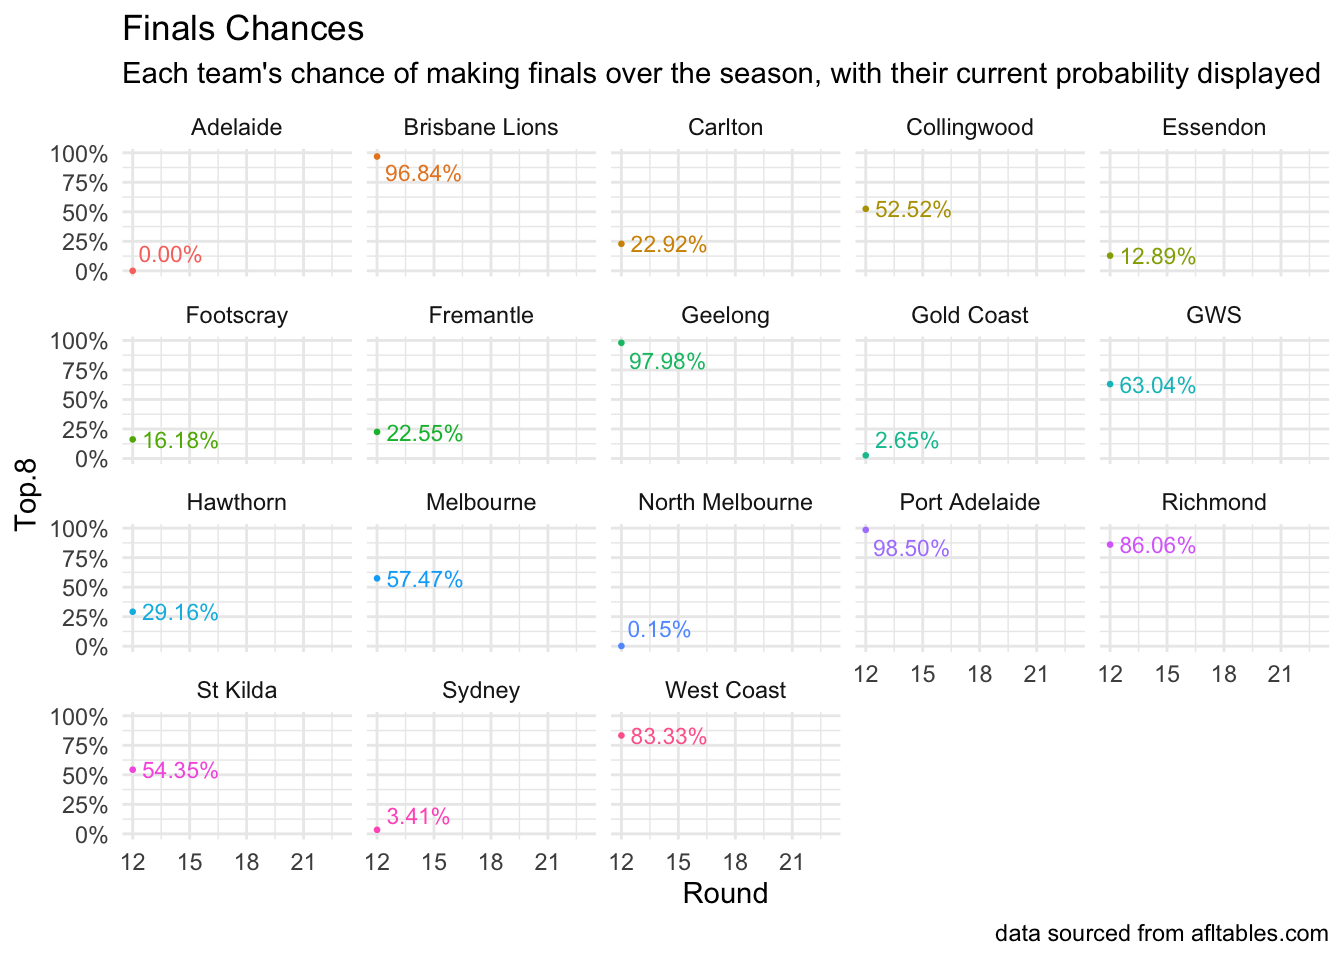 Finals Chances
Each team's chance of making finals over the season, with their current probability displayed
Adelaide Brisbane Lions Carlton Collingwood Essendon
100%
75%
50%
25%
0%
0.00% 96.84% 22.92% 52.52% 12.89%
Footscray Fremantle Geelong Gold Coast GWS
100%
75%
50%
25%
0%
16.18% 22.55% 97.98% 2.65% 63.04%
Top.8
Hawthorn Melbourne North Melbourne Port Adelaide Richmond
100%
75%
50%
25%
0%
29.16% 57.47% 0.15% 98.50% 86.06%
12 15 18 21 12 15 18 21
St Kilda Sydney West Coast
100%
75%
50%
25%
0%
54.35% 3.41% 83.33%
12 15 18 21 12 15 18 21 12 15 18 21
Round
data sourced from afltables.com